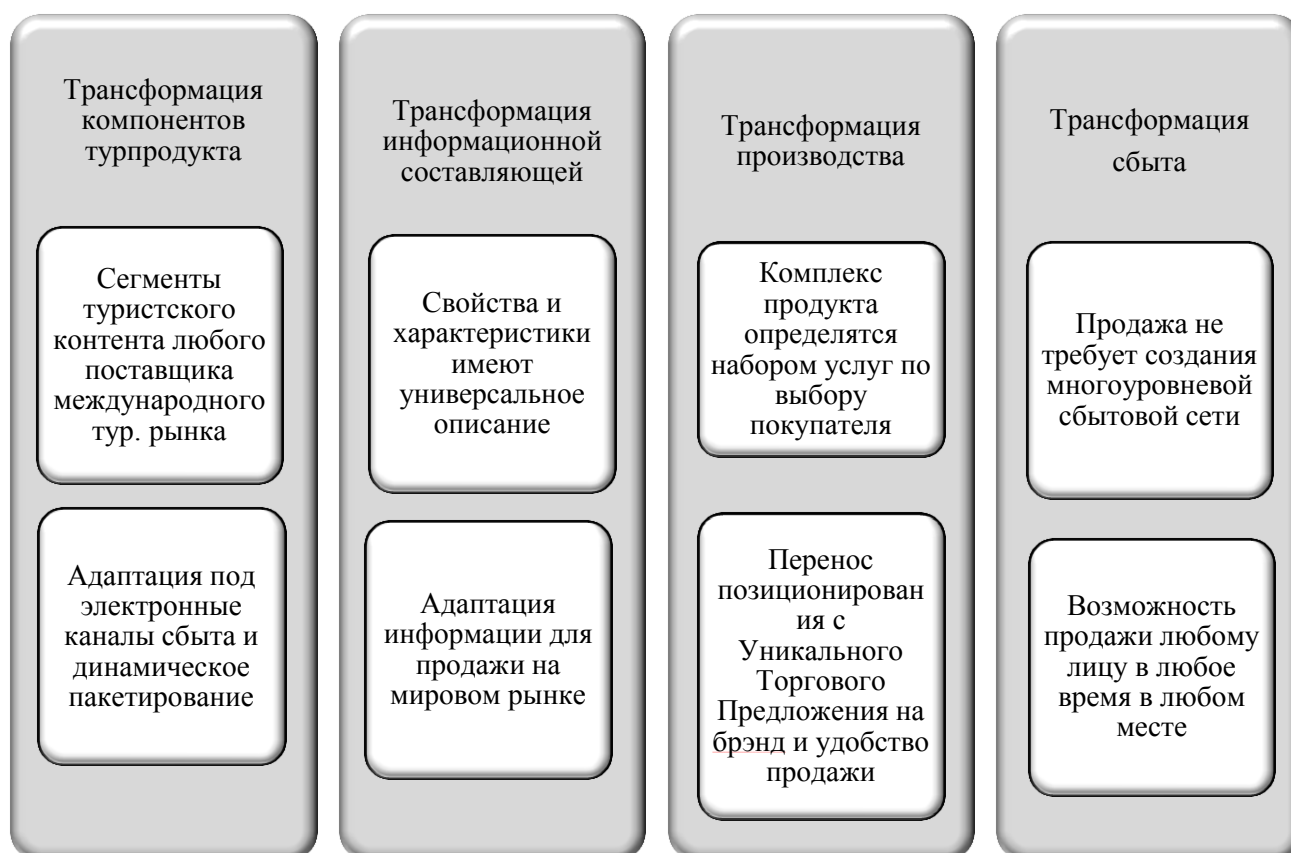 Трансформация
компонентов
турпродукта
Сегменты
туристского
контента любого
поставщика
международного
тур. рынка
Адаптация под
электронные
каналы сбыта и
динамическое
пакетирование
Трансформация
информационной
составляющей
Свойства и
характеристики
имеют
универсальное
описание
Адаптация
информации для
продажи на
мировом рынке
Трансформация
производства
Комплекс
продукта
определятся
набором услуг по
выбору
покупателя
Перенос
позиционирован
ия с
Уникального
Торгового
Предложения на
брэнд и удобство
продажи
Трансформация
сбыта
Продажа не
требует создания
многоуровневой
сбытовой сети
Возможность
продажи любому
лицу в любое
время в любом
месте